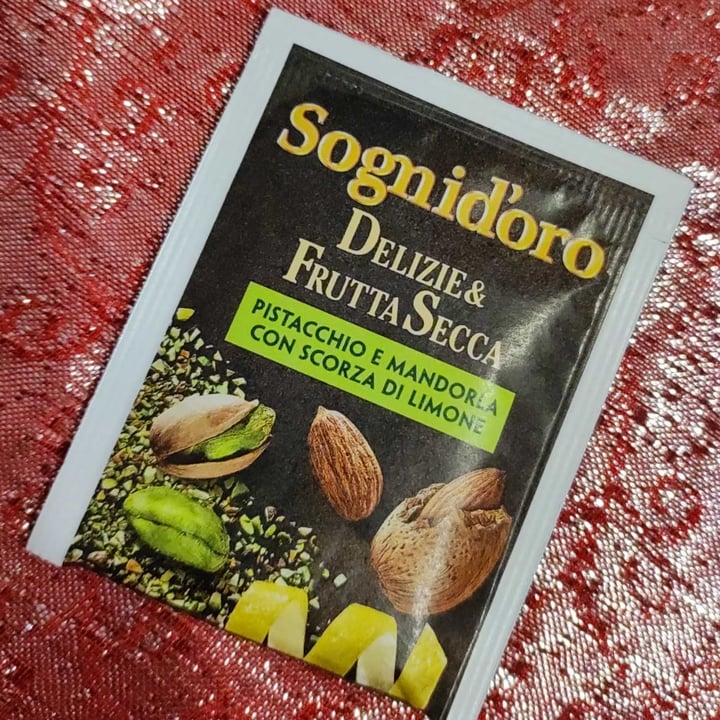 Sognid'oro
DELIZIE &
FRUTTA SECCA
PISTACCHIO E MANDORLA
CON SCORZA DI LIMONE